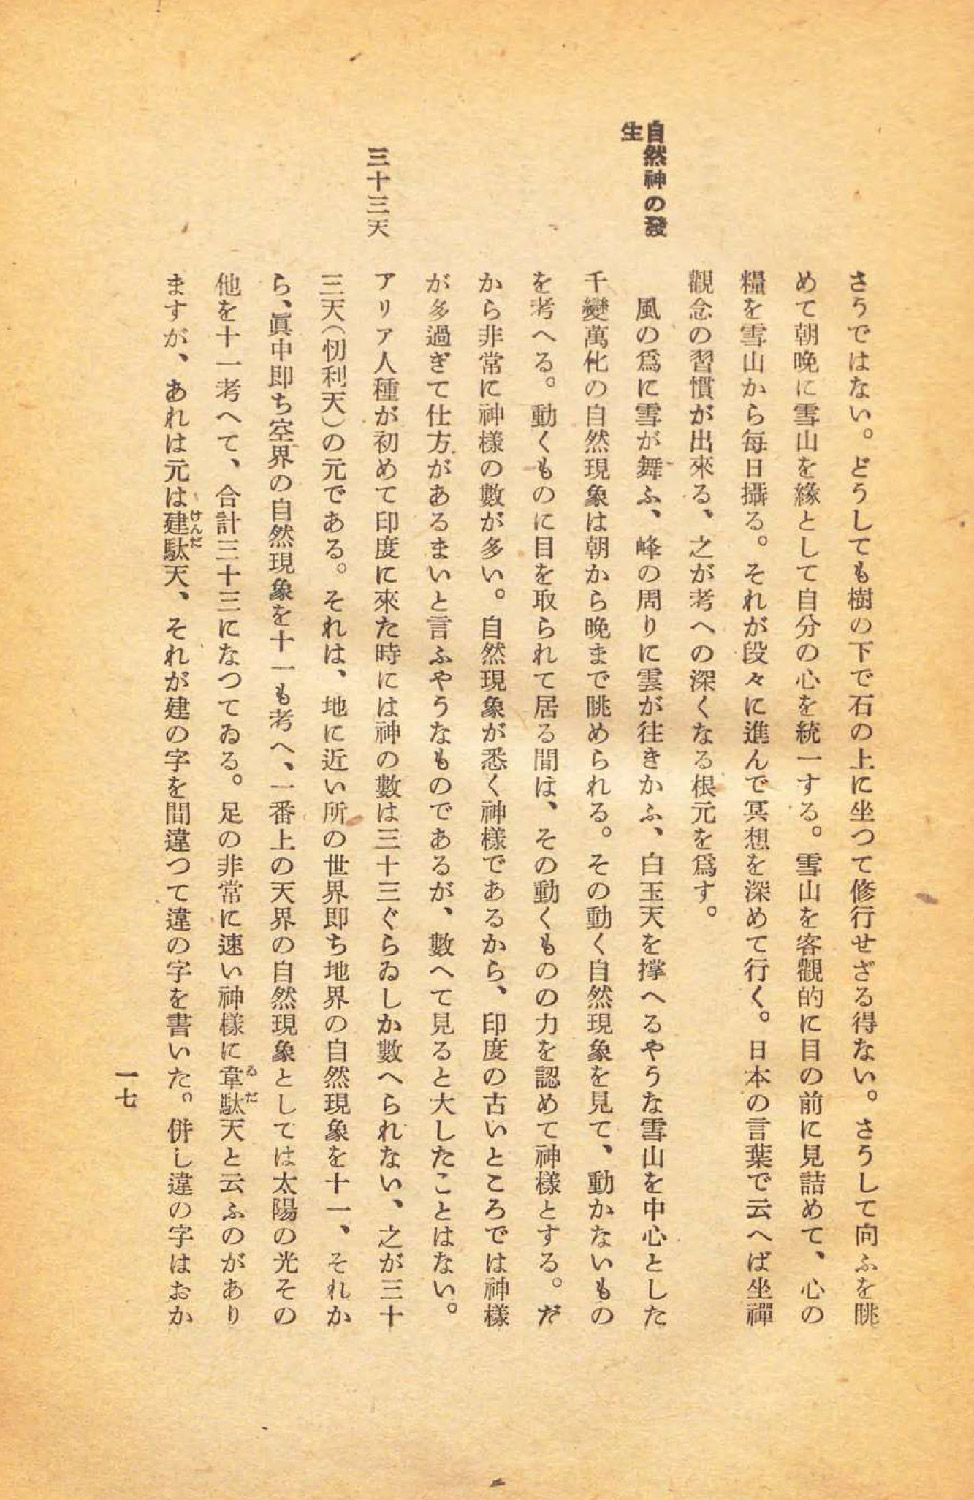 さうではない。どうしても樹の下で石の上に坐つて修行せざる得ない。さうして向ふを眺
めて朝晩に雪山を緣として自分の心を統一する。雪山を客觀的に目の前に見詰めて、心の
糧を雪山から毎日攝る。それが段々に進んで冥想を深めて行く。日本の言葉で云へば坐禪
觀念の習慣が出來る、之が考への深くなる根元を爲す。
自然神の發
生
風の爲に雪が舞ふ、峰の周りに雲が往きかふ、白玉天を撑へるやうな雪山を中心とした
千變萬化の自然現象は朝から晩まで眺められる。その動く自然現象を見て、動かないもの
を考へる。動くものに目を取られて居る間は、その動くものの力を認めて神樣とする。だ
から非常に神樣の數が多い。自然現象が悉く神樣であるから、印度の古いところでは神樣
が多過ぎて仕方があるまいと言ふやうなものであるが、數へて見ると大したことはない。
三十三天
アリア人種が初めて印度に來た時には神の數は三十三ぐらゐしか數へられない、之が三十
三天(忉利天)の元である。それは、地に近い所の世界即ち地界の自然現象を十一、それか
ら、眞中即ち空界の自然現象を十一も考へ、一番上の天界の自然現象としては太陽の光その
他を十一考へて、合計三十三になつてゐる。足の非常に速い神樣に韋駄天と云ふのがあり
ますが、あれは元は建駄天、それが建の字を間違つて違の字を書いた。併し違の字はおか
一七